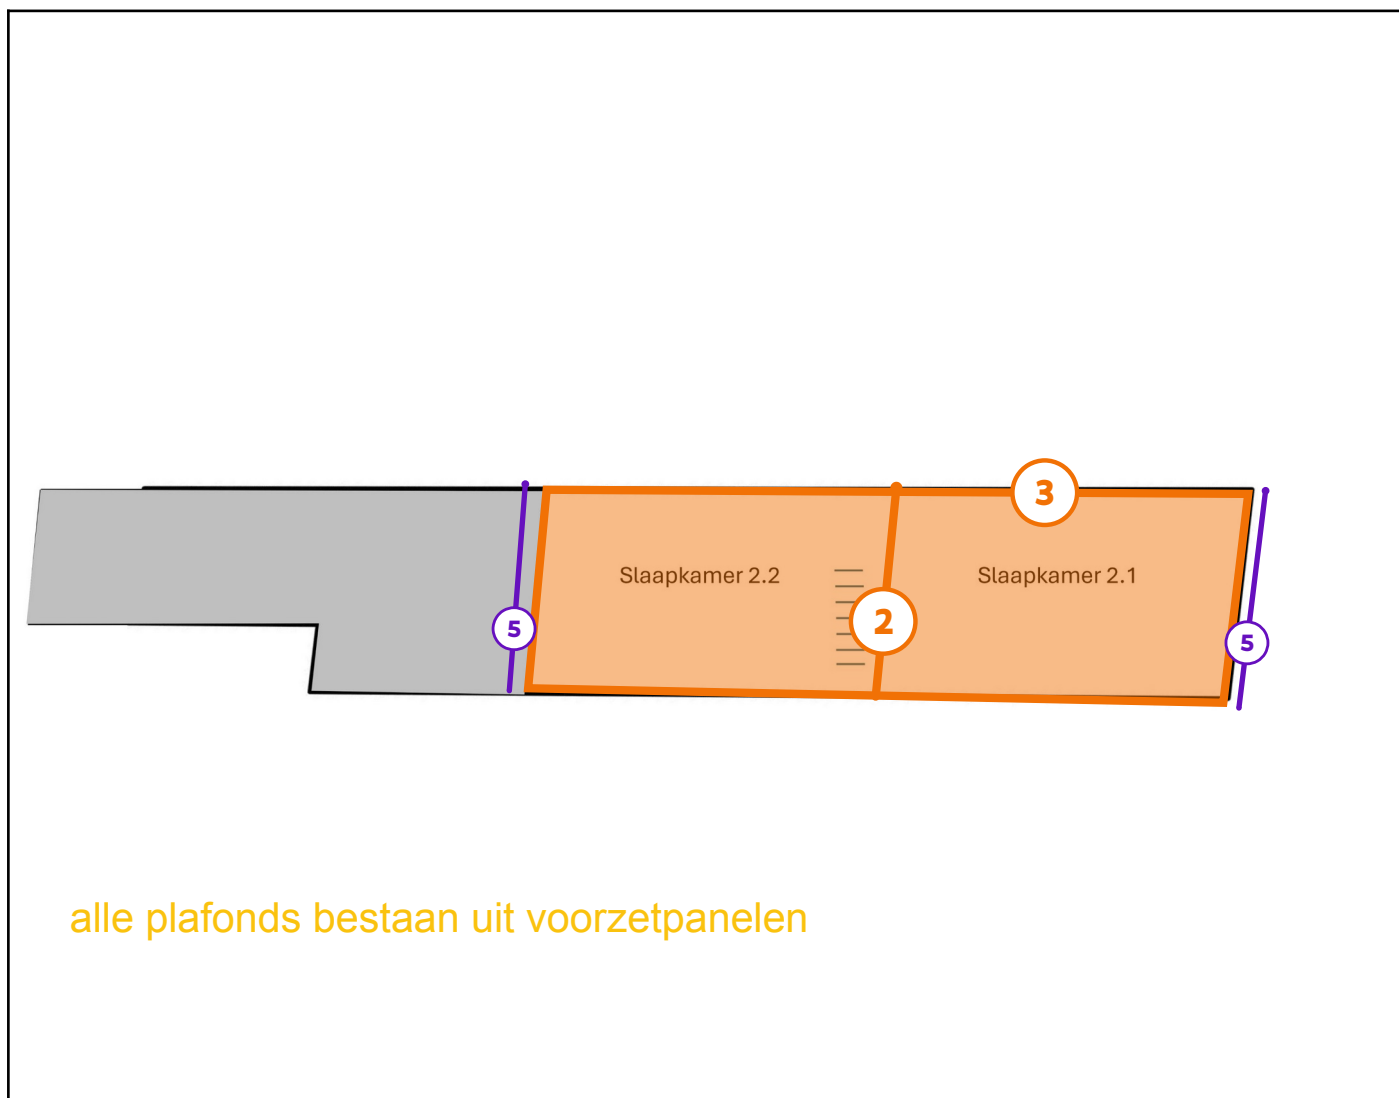 3
Slaapkamer 2.2
Slaapkamer 2.1
2
5
5
alle plafonds bestaan uit voorzetpanelen